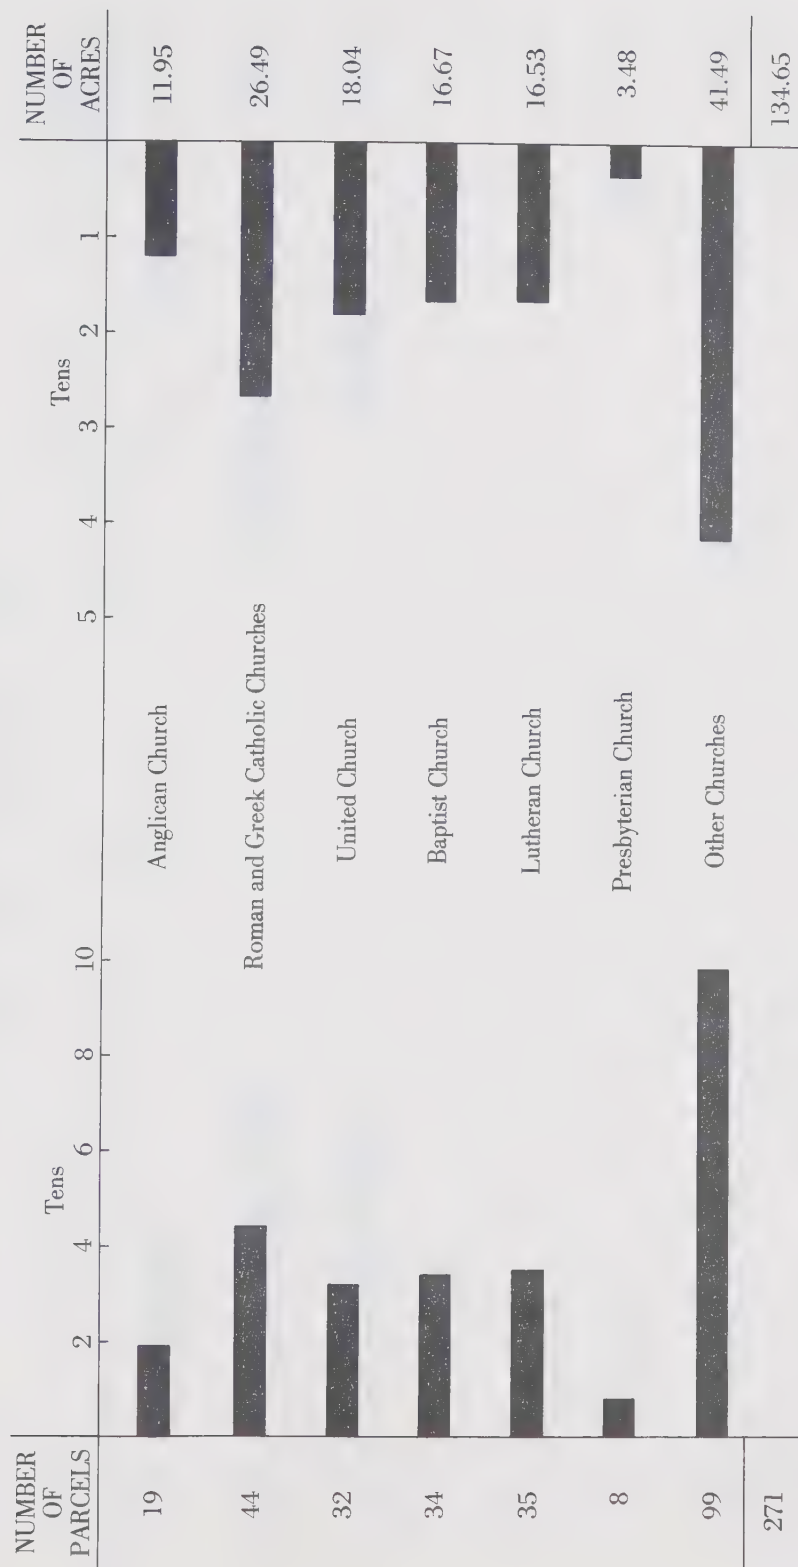 NUMBER
OF
PARCELS
Tens
2 4 6 8 10
Tens
5 4 3 2 1
NUMBER
OF
ACRES
19 Anglican Church 11.95
44 Roman and Greek Catholic Churches 26.49
32 United Church 18.04
34 Baptist Church 16.67
35 Lutheran Church 16.53
8 Presbyterian Church 3.48
99 Other Churches 41.49
271 134.65